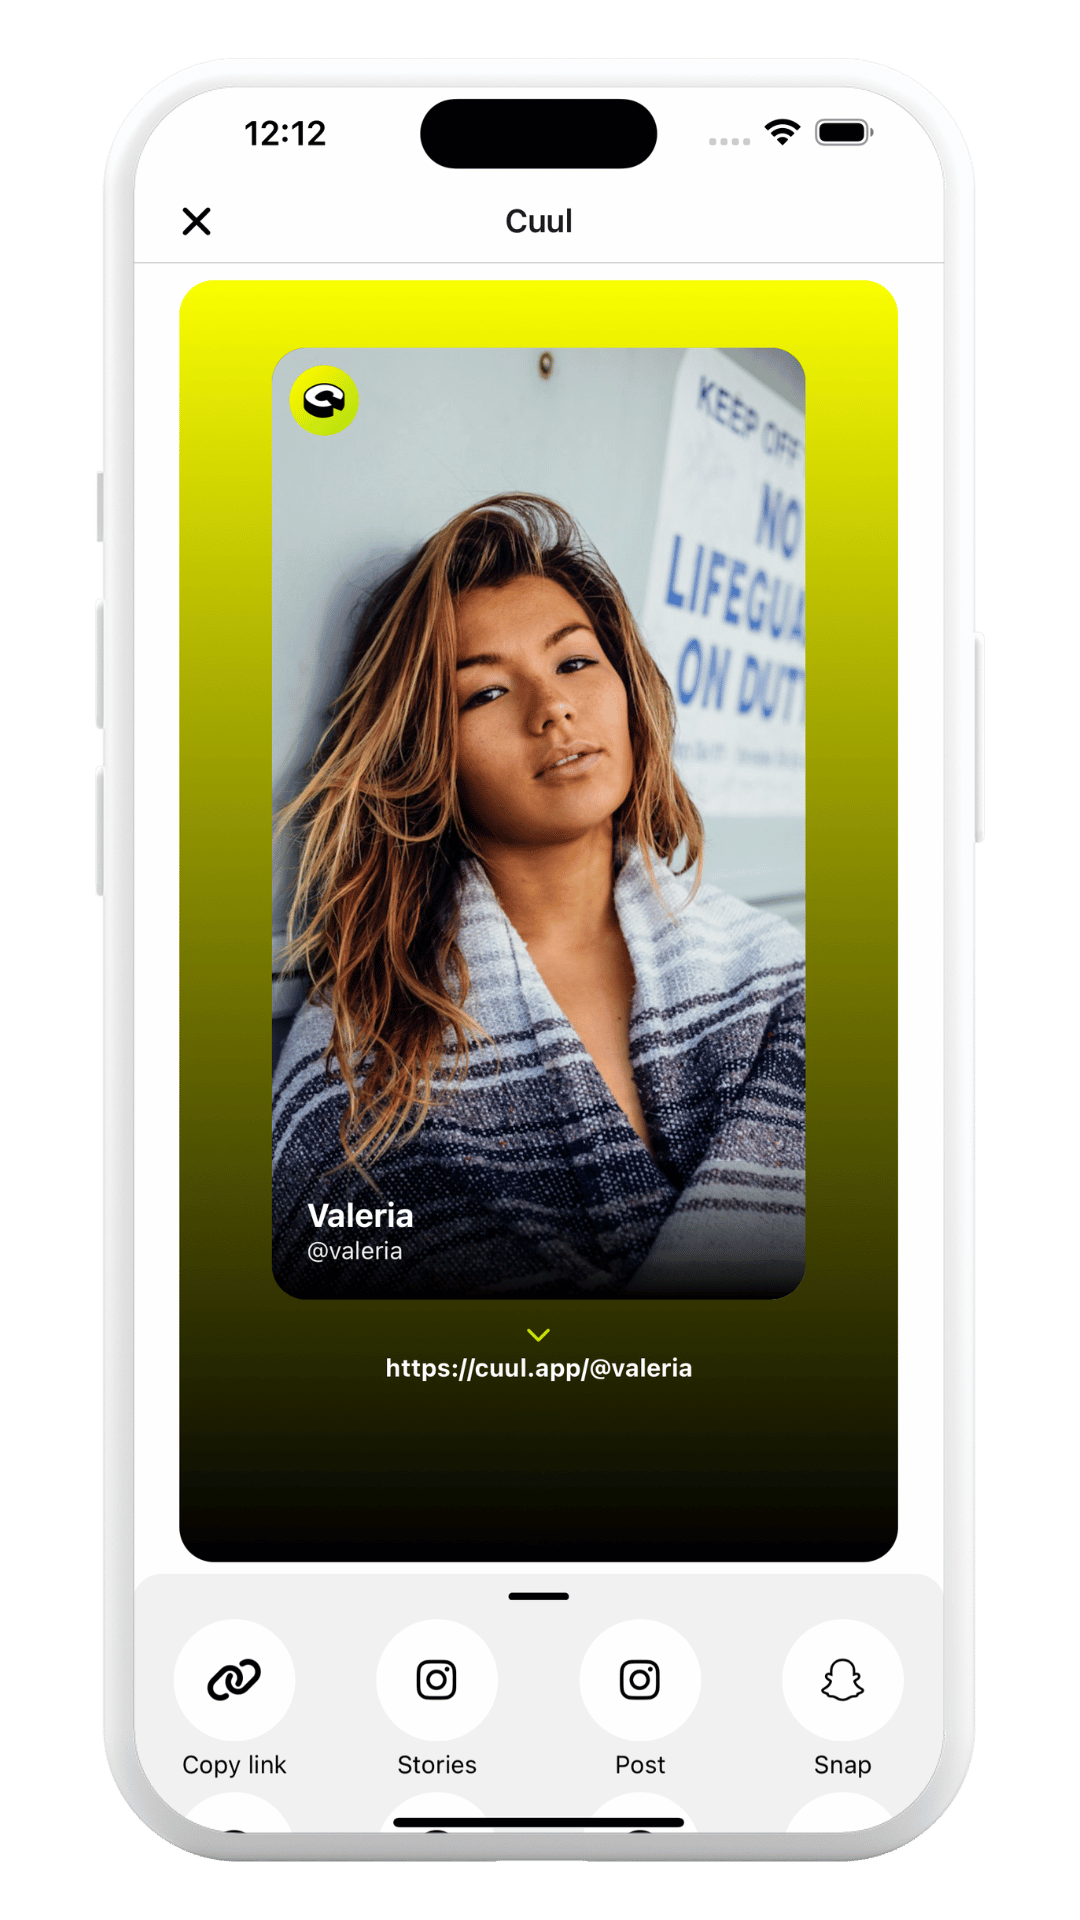 12:12
Cuul
KEEP OFF
NO
LIFEGUA
ON DUT
Valeria
@valeria
https://cuul.app/@valeria
Copy link
Stories
Post
Snap